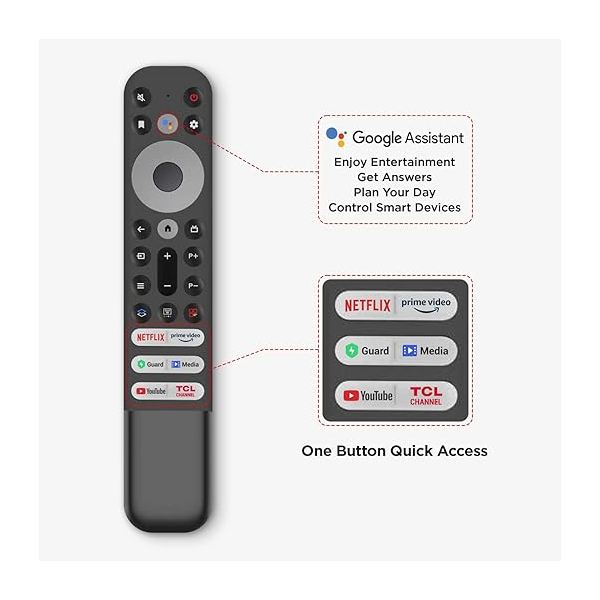 Google Assistant
Enjoy Entertainment
Get Answers
Plan Your Day
Control Smart Devices
P+
P−
NETFLIX prime video
Guard Media
YouTube TCL
CHANNEL
NETFLIX prime video
Guard Media
YouTube TCL
CHANNEL
One Button Quick Access